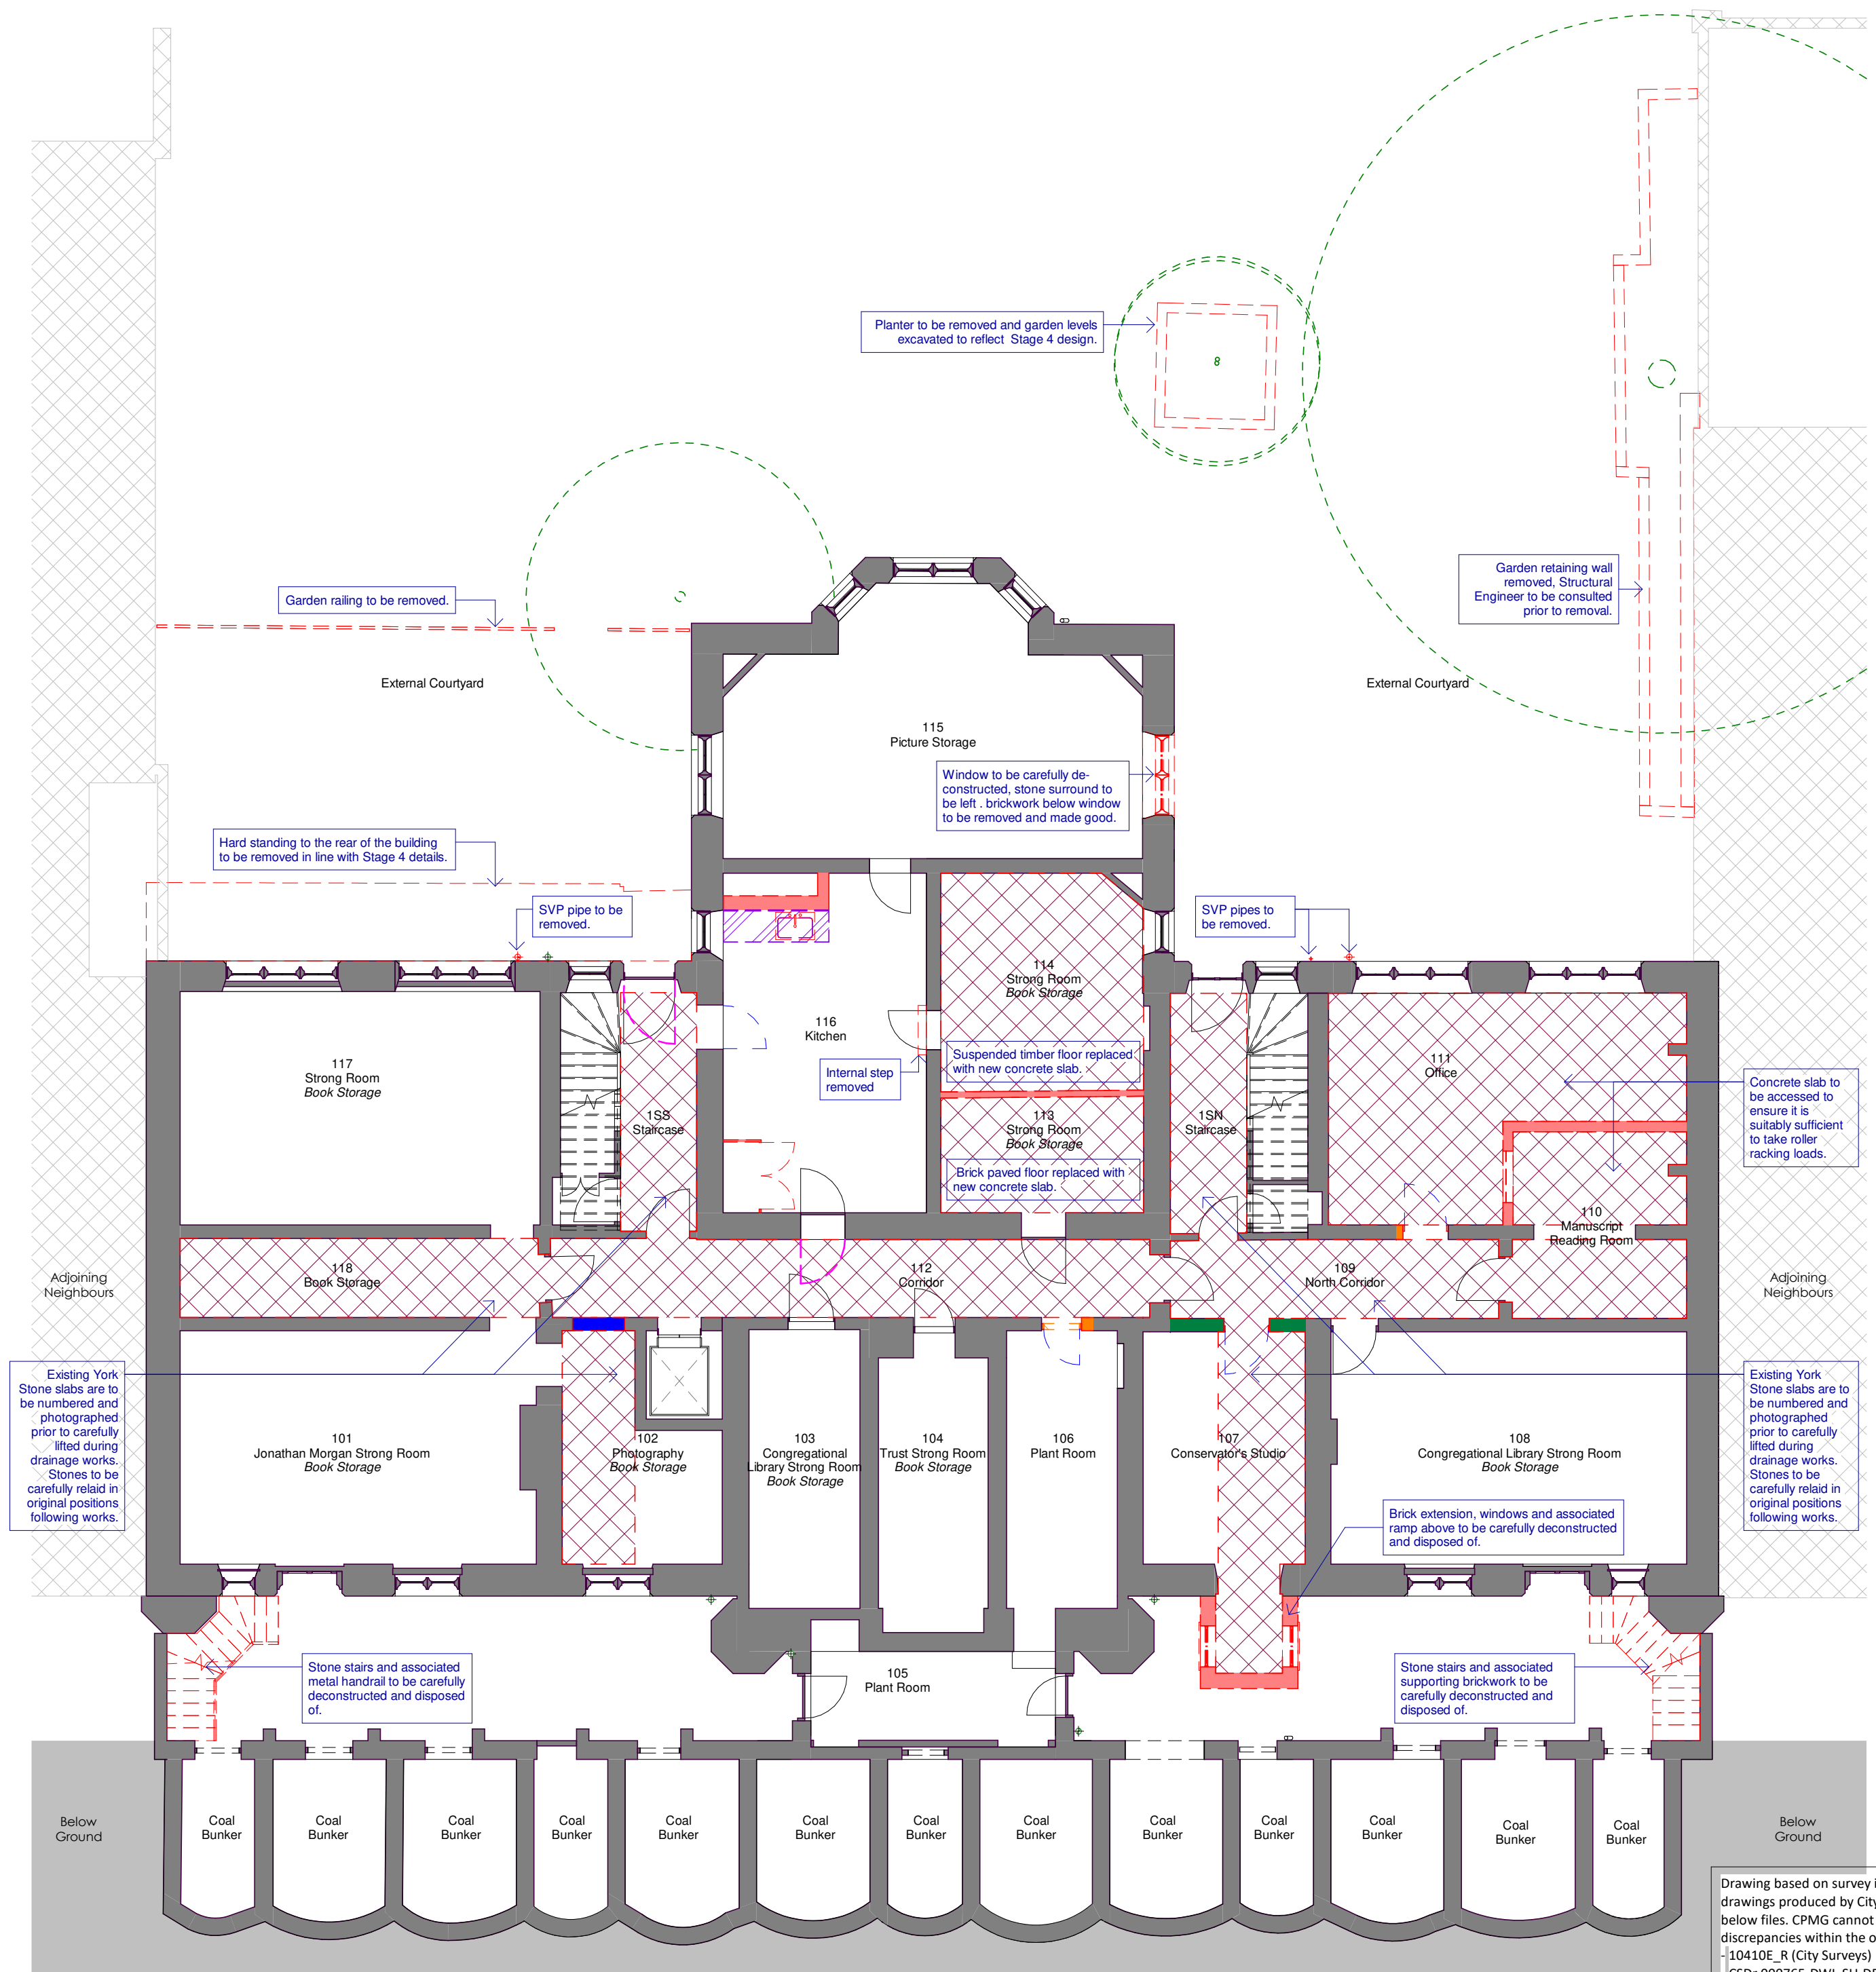 Planter to be removed and garden levels
excavated to reflect Stage 4 design.
8
Garden retaining wall
removed, Structural
Engineer to be consulted
prior to removal.
Garden railing to be removed.
External Courtyard
External Courtyard
115
Picture Storage
Window to be carefully de-
constructed, stone surround to
be left . brickwork below window
to be removed and made good.
Hard standing to the rear of the building
to be removed in line with Stage 4 details.
SVP pipe to be
removed.
SVP pipes to
be removed.
114
Strong Room
Book Storage
116
Kitchen
117
Strong Room
Book Storage
Suspended timber floor replaced
with new concrete slab.
Internal step
removed
111
Office
Concrete slab to
be accessed to
ensure it is
suitably sufficient
to take roller
racking loads.
1SS
Staircase
113
Strong Room
Book Storage
1SN
Staircase
Brick paved floor replaced with
new concrete slab.
110
Manuscript
Reading Room
Adjoining
Neighbours
118
Book Storage
112
Corridor
109
North Corridor
Adjoining
Neighbours
Existing York
Stone slabs are to
be numbered and
photographed
prior to carefully
lifted during
drainage works.
Stones to be
carefully relaid in
original positions
following works.
101
Jonathan Morgan Strong Room
Book Storage
102
Photography
Book Storage
103
Congregational
Library Strong Room
Book Storage
104
Trust Strong Room
Book Storage
106
Plant Room
107
Conservator's Studio
108
Congregational Library Strong Room
Book Storage
Existing York
Stone slabs are to
be numbered and
photographed
prior to carefully
lifted during
drainage works.
Stones to be
carefully relaid in
original positions
following works.
Brick extension, windows and associated
ramp above to be carefully deconstructed
and disposed of.
Stone stairs and associated
metal handrail to be carefully
deconstructed and disposed
of.
105
Plant Room
Stone stairs and associated
supporting brickwork to be
carefully deconstructed and
disposed of.
Below
Ground
Coal
Bunker
Coal
Bunker
Coal
Bunker
Coal
Bunker
Coal
Bunker
Coal
Bunker
Coal
Bunker
Coal
Bunker
Coal
Bunker
Coal
Bunker
Coal
Bunker
Coal
Bunker
Coal
Bunker
Below
Ground
Drawing based on survey
drawings produced by City
below files. CPMG cannot
discrepancies within the
- 10410E_R (City Surveys)